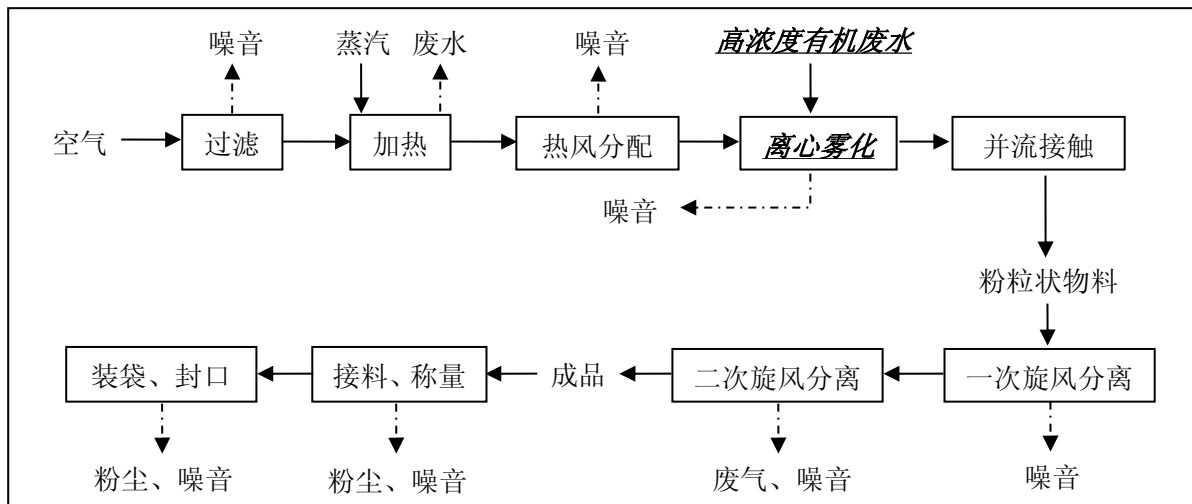 噪音
蒸汽
废水
噪音
高浓度有机废水
空气
过滤
加热
热风分配
离心雾化
并流接触
噪音
粉粒状物料
装袋、封口
接料、称量
成品
二次旋风分离
一次旋风分离
粉尘、噪音
粉尘、噪音
废气、噪音
噪音